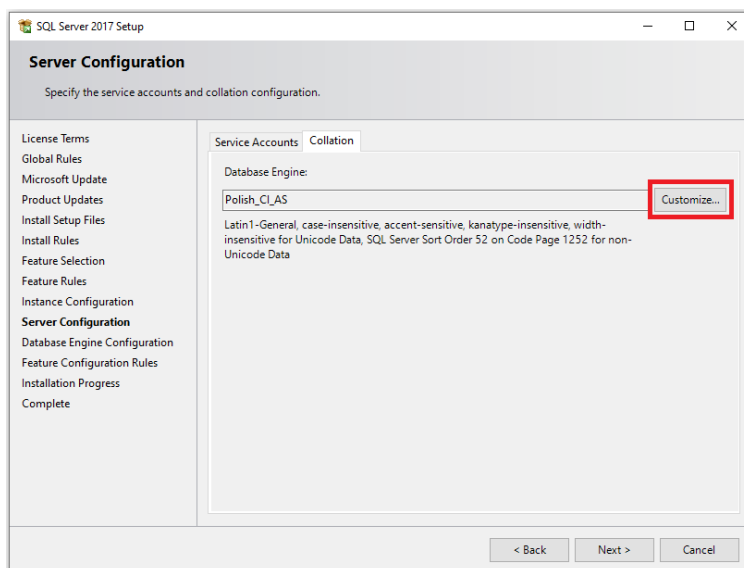 SQL Server 2017 Setup
Server Configuration
Specify the service accounts and collation configuration.
License Terms
Global Rules
Microsoft Update
Product Updates
Install Setup Files
Install Rules
Feature Selection
Feature Rules
Instance Configuration
Server Configuration
Database Engine Configuration
Feature Configuration Rules
Installation Progress
Complete
Service Accounts Collation
Database Engine:
Polish_CI_AS Customize...
Latin1-General, case-insensitive, accent-sensitive, kanatype-insensitive, width-
insensitive for Unicode Data, SQL Server Sort Order 52 on Code Page 1252 for non-
Unicode Data
< Back Next > Cancel